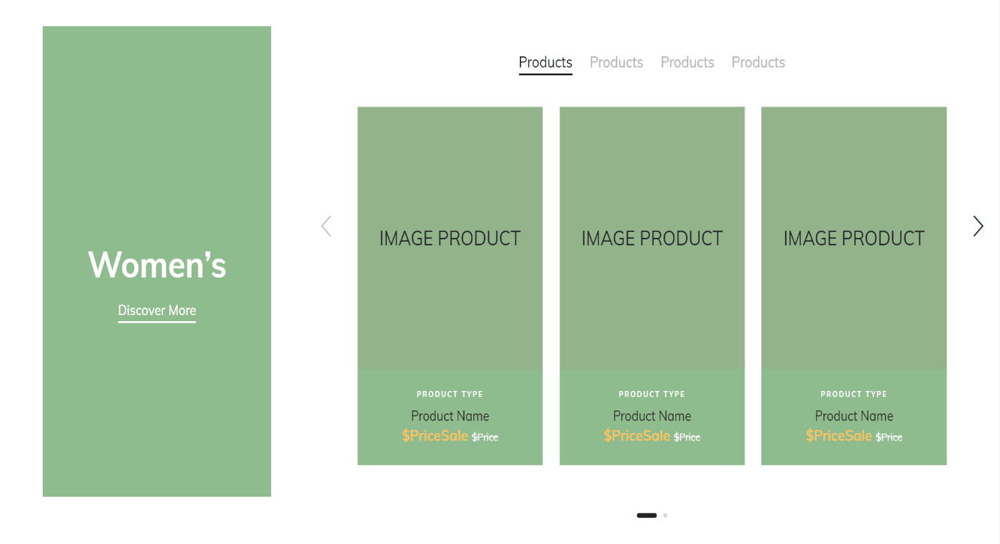 Women’s
Discover More
Products Products Products Products
IMAGE PRODUCT
PRODUCT TYPE
Product Name
$PriceSale $Price
IMAGE PRODUCT
PRODUCT TYPE
Product Name
$PriceSale $Price
IMAGE PRODUCT
PRODUCT TYPE
Product Name
$PriceSale $Price